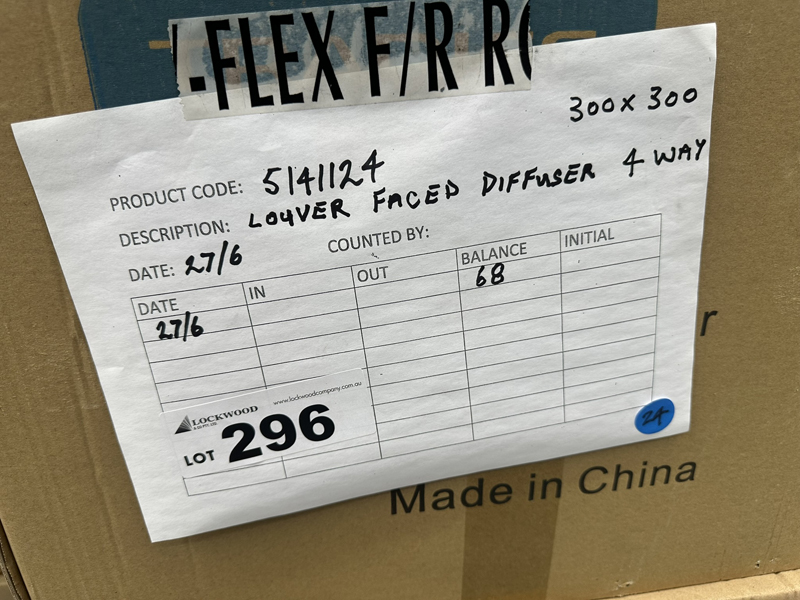 -FLEX F/R R
300 x 300
PRODUCT CODE: 5141124
DESCRIPTION: LOUVER FACED DIFFUSER 4 WAY
DATE: 27/6 COUNTED BY:
DATE IN OUT BALANCE INITIAL
27/6 68
LOCKWOOD www.lockwoodcompany.com.au
LOT 296
24
Made in China